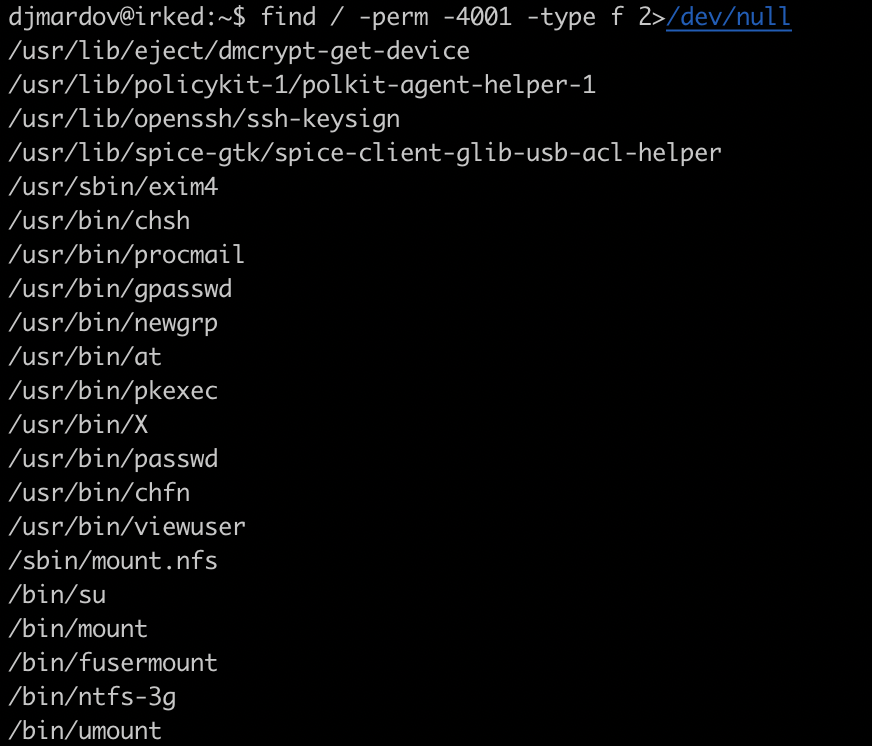 djmardov@irked:~$ find / -perm -4001 -type f 2>/dev/null
/usr/lib/eject/dmcrypt-get-device
/usr/lib/policykit-1/polkit-agent-helper-1
/usr/lib/openssh/ssh-keysign
/usr/lib/spice-gtk/spice-client-glib-usb-acl-helper
/usr/sbin/exim4
/usr/bin/chsh
/usr/bin/procmail
/usr/bin/gpasswd
/usr/bin/newgrp
/usr/bin/at
/usr/bin/pkexec
/usr/bin/X
/usr/bin/passwd
/usr/bin/chfn
/usr/bin/viewuser
/sbin/mount.nfs
/bin/su
/bin/mount
/bin/fusermount
/bin/ntfs-3g
/bin/umount